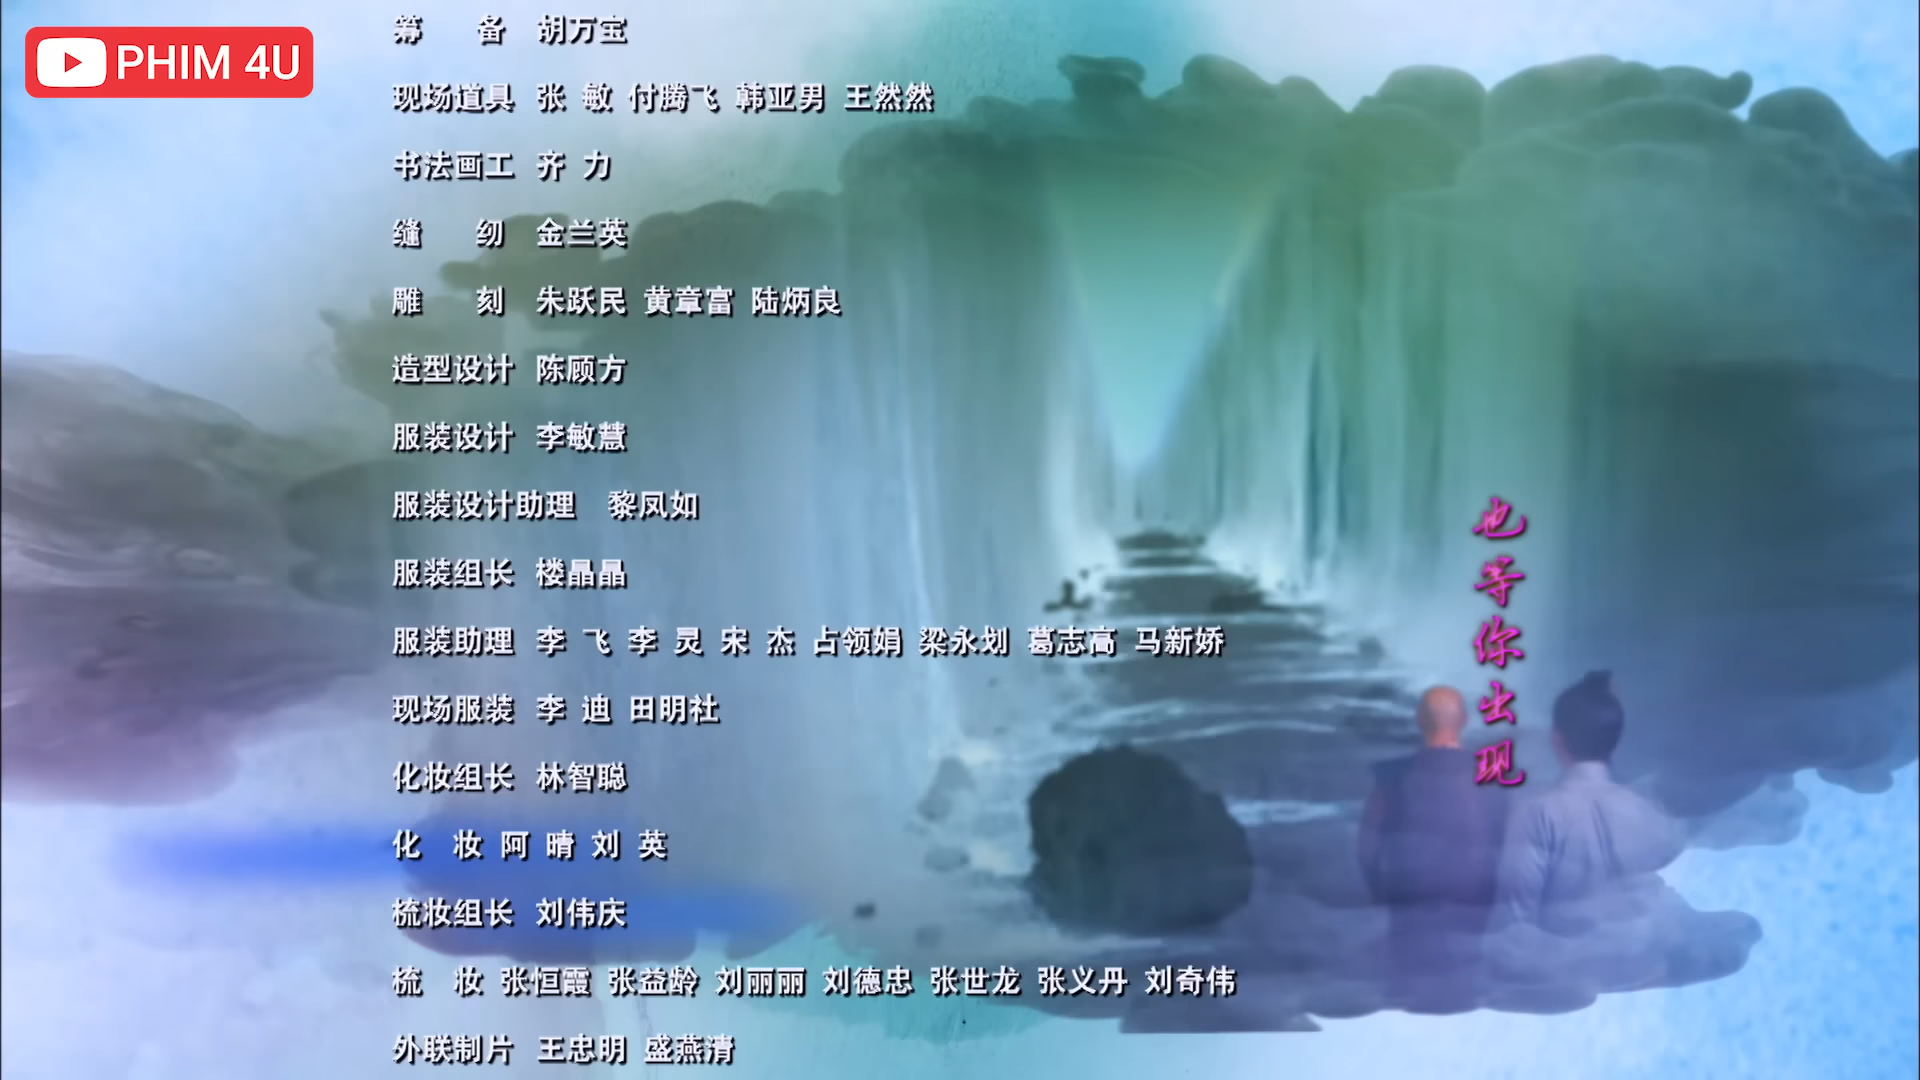 PHIM 4U
筹 备 胡万宝
现场道具 张 敏 付腾飞 韩亚男 王然然
书法画工 齐 力
缝 纫 金兰英
雕 刻 朱跃民 黄章富 陆炳良
造型设计 陈顾方
服装设计 李敏慧
服装设计助理 黎凤如
服装组长 楼晶晶
服装助理 李 飞 李 灵 宋 杰 占领娟 梁永划 葛志高 马新娇
现场服装 李 迪 田明社
化妆组长 林智聪
化 妆 阿 晴 刘 英
梳妆组长 刘伟庆
梳 妆 张恒霞 张益龄 刘丽丽 刘德忠 张世龙 张义丹 刘奇伟
外联制片 王忠明 盛燕清
也等你出现